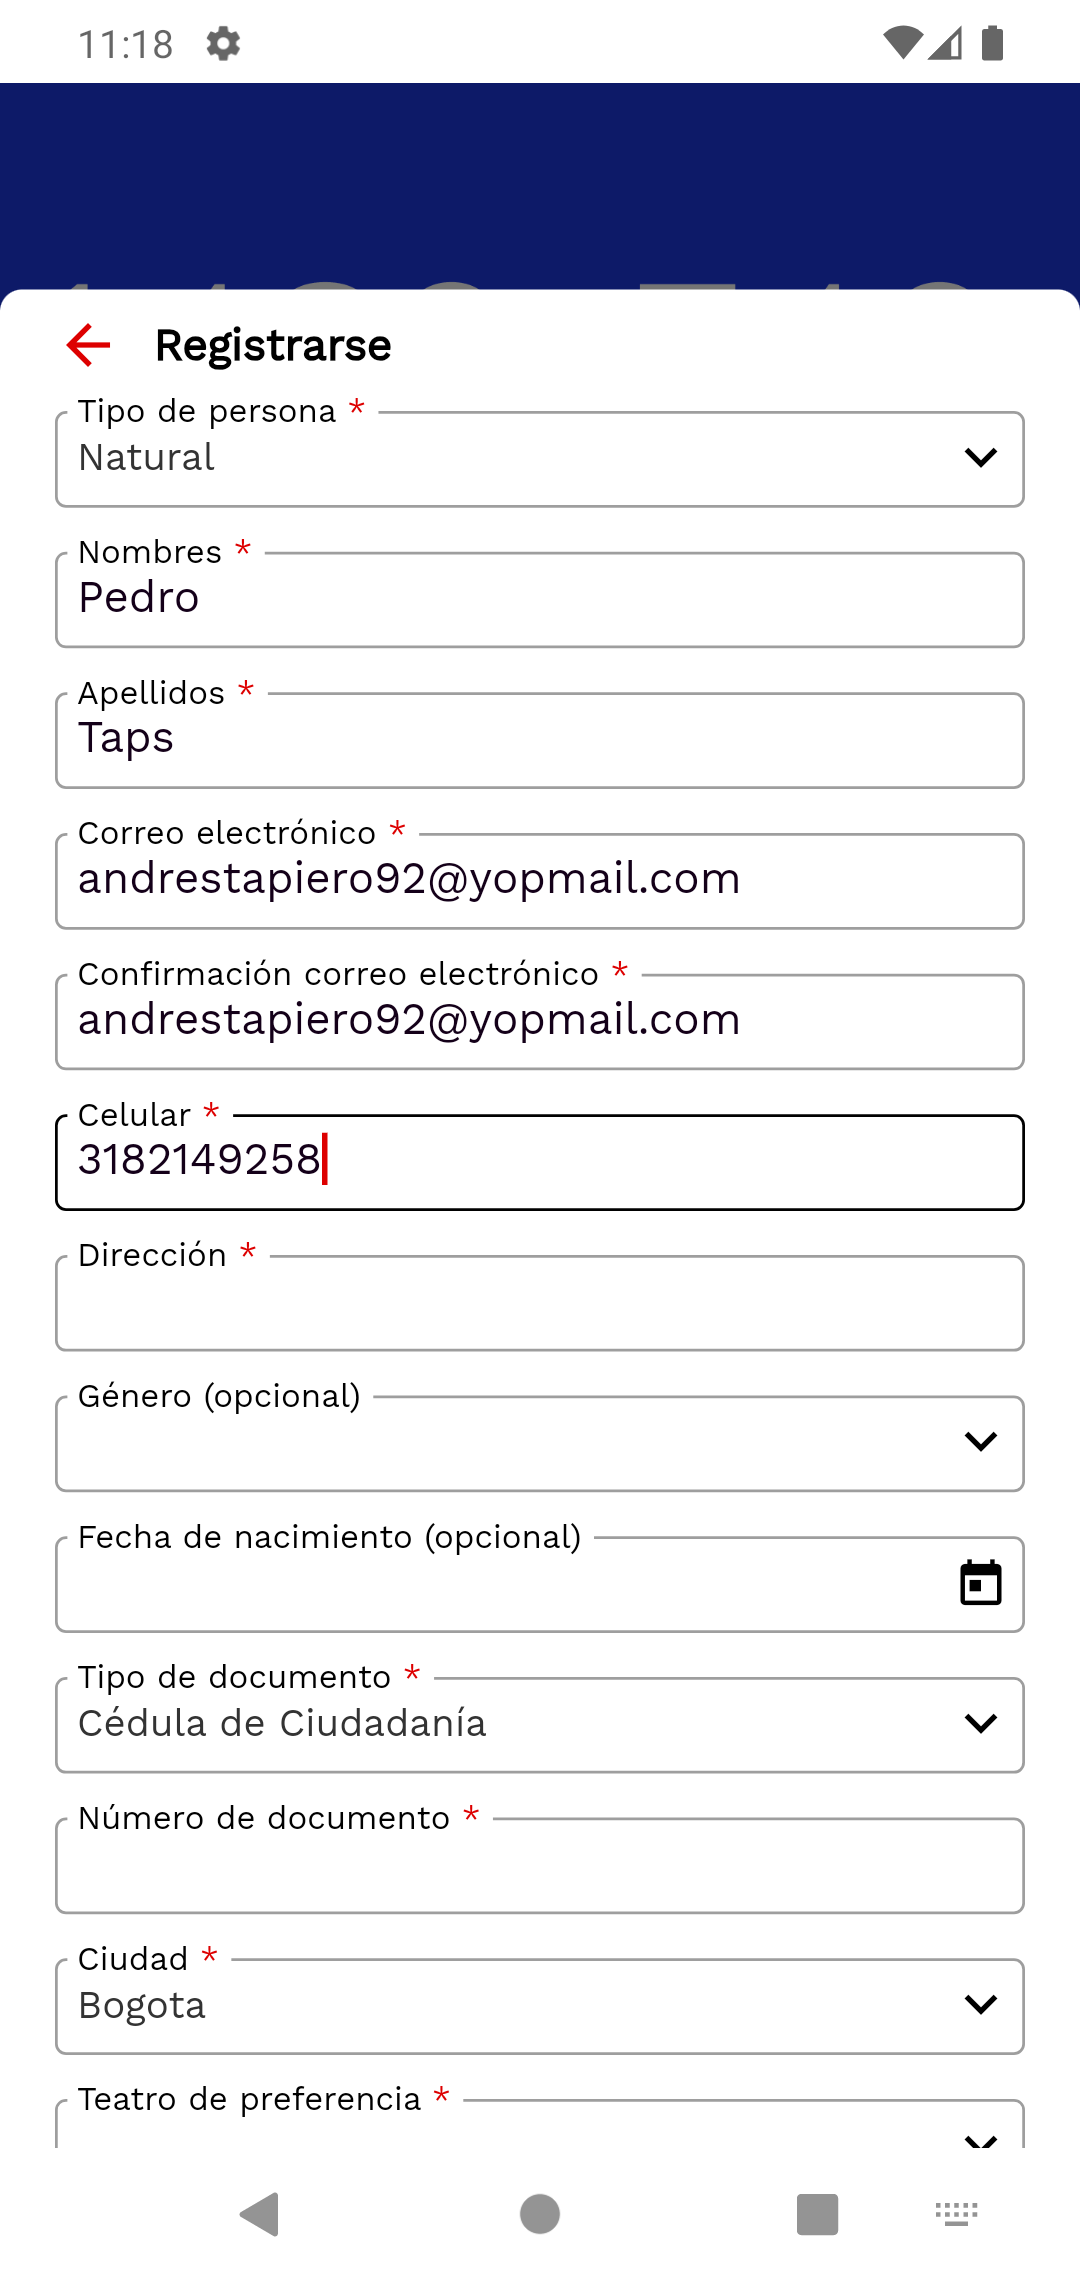 11:18
Registrarse
Tipo de persona *
Natural
Nombres *
Pedro
Apellidos *
Taps
Correo electrónico *
andrestapiero92@yopmail.com
Confirmación correo electrónico *
andrestapiero92@yopmail.com
Celular *
3182149258
Dirección *
Género (opcional)
Fecha de nacimiento (opcional)
Tipo de documento *
Cédula de Ciudadanía
Número de documento *
Ciudad *
Bogota
Teatro de preferencia *